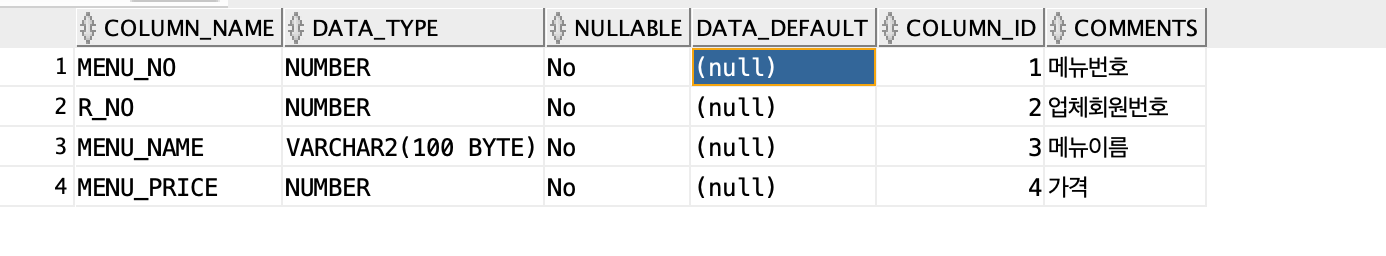 COLUMN_NAME DATA_TYPE NULLABLE DATA_DEFAULT COLUMN_ID COMMENTS
1 MENU_NO NUMBER No (null) 1 메뉴번호
2 R_NO NUMBER No (null) 2 업체회원번호
3 MENU_NAME VARCHAR2(100 BYTE) No (null) 3 메뉴이름
4 MENU_PRICE NUMBER No (null) 4 가격